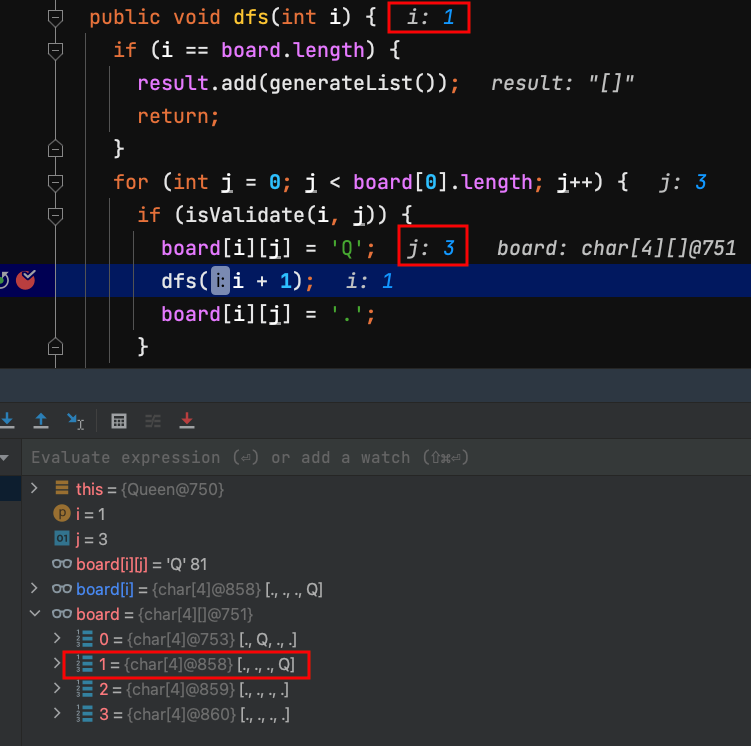 public void dfs(int i) { i: 1
if (i == board.length) {
result.add(generateList()); result: "[]"
return;
}
for (int j = 0; j < board[0].length; j++) { j: 3
if (isValidate(i, j)) {
board[i][j] = 'Q'; j: 3 board: char[4][]@751
dfs( i: i + 1); i: 1
board[i][j] = '.';
}
Evaluate expression (⏎) or add a watch (⇧⌘⏎)
this = {Queen@750}
p i = 1
01 j = 3
board[i][j] = 'Q' 81
board[i] = {char[4]@858} [., ., ., Q]
board = {char[4][]@751}
0 = {char[4]@753} [., Q, ., .]
1 = {char[4]@858} [., ., ., Q]
2 = {char[4]@859} [., ., ., .]
3 = {char[4]@860} [., ., ., .]